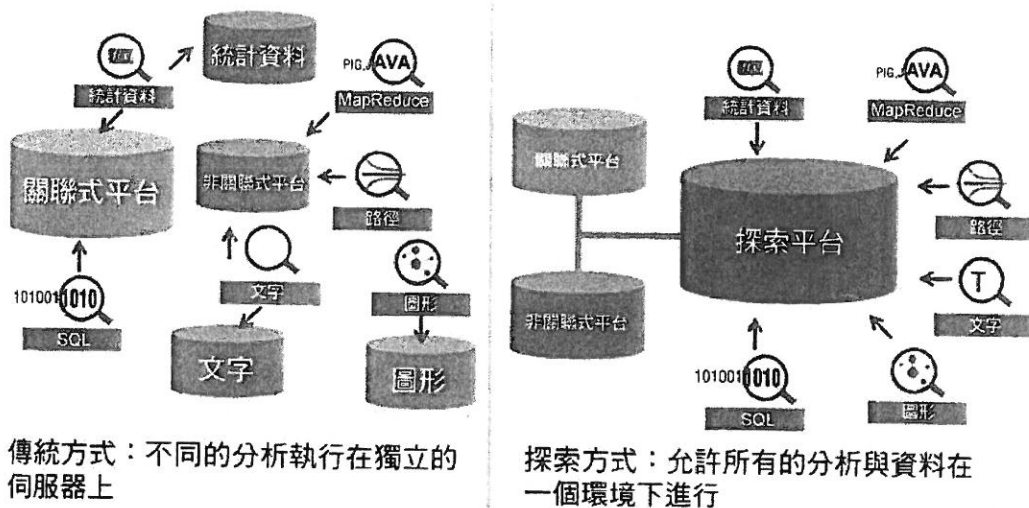 統計資料
統計資料
PIG, JAVA
MapReduce
關聯式平台
非關聯式平台
路徑
1010011010
SQL
文字
文字
圖形
圖形
傳統方式：不同的分析執行在獨立的
伺服器上
統計資料
PIG, JAVA
MapReduce
關聯式平台
非關聯式平台
探索平台
路徑
T
文字
1010011010
SQL
圖形
探索方式：允許所有的分析與資料在
一個環境下進行